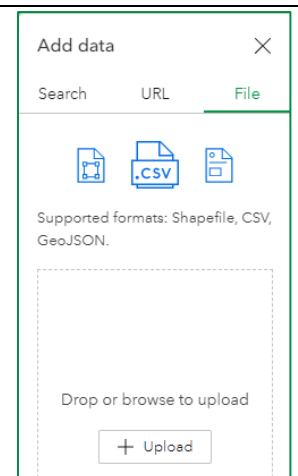 Add data
Search URL File
.CSV
Supported formats: Shapefile, CSV,
GeoJSON.
Drop or browse to upload
+ Upload